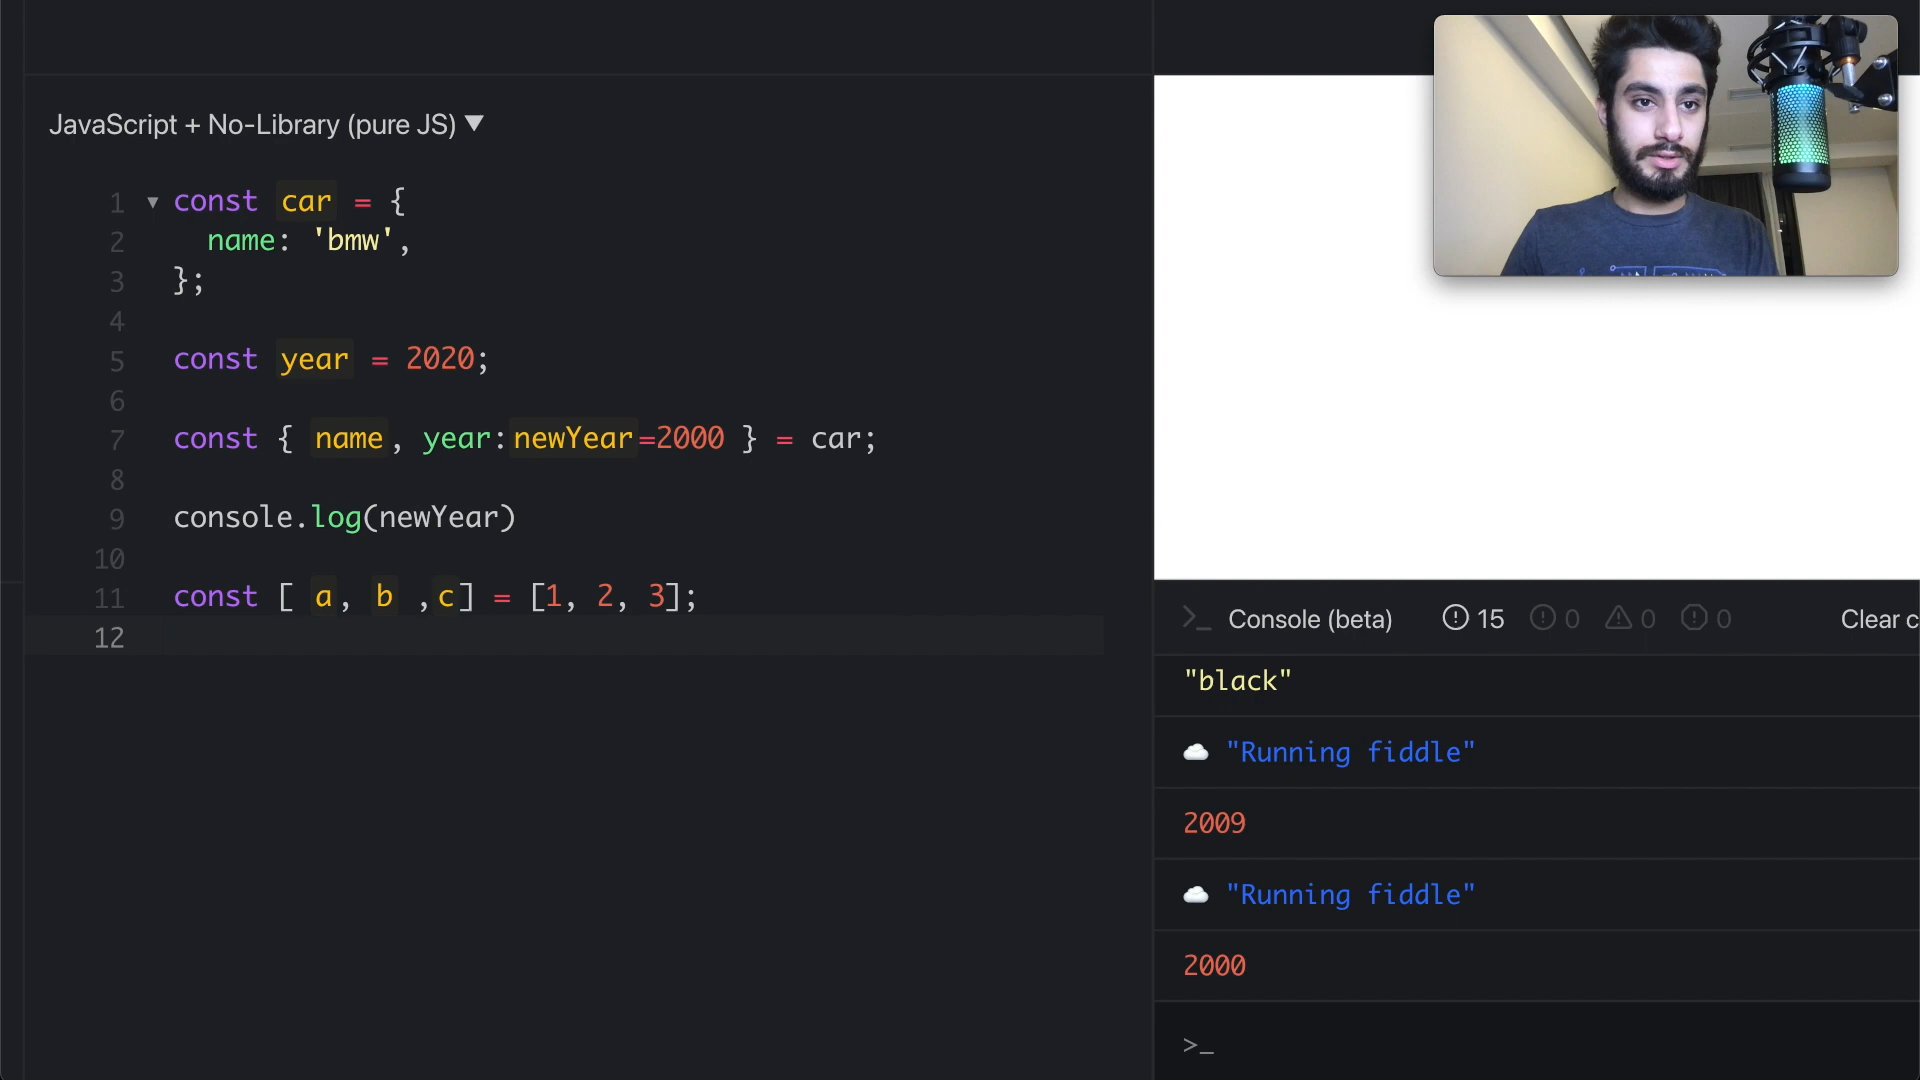 JavaScript + No-Library (pure JS) ▼
1 ▾ const car = {
2 name: 'bmw',
3 };
4
5 const year = 2020;
6
7 const { name, year:newYear=2000 } = car;
8
9 console.log(newYear)
10
11 const [ a, b ,c] = [1, 2, 3];
12
>_ Console (beta) 15 0 0 0 Clear c
"black"
☁️ "Running fiddle"
2009
☁️ "Running fiddle"
2000
>_